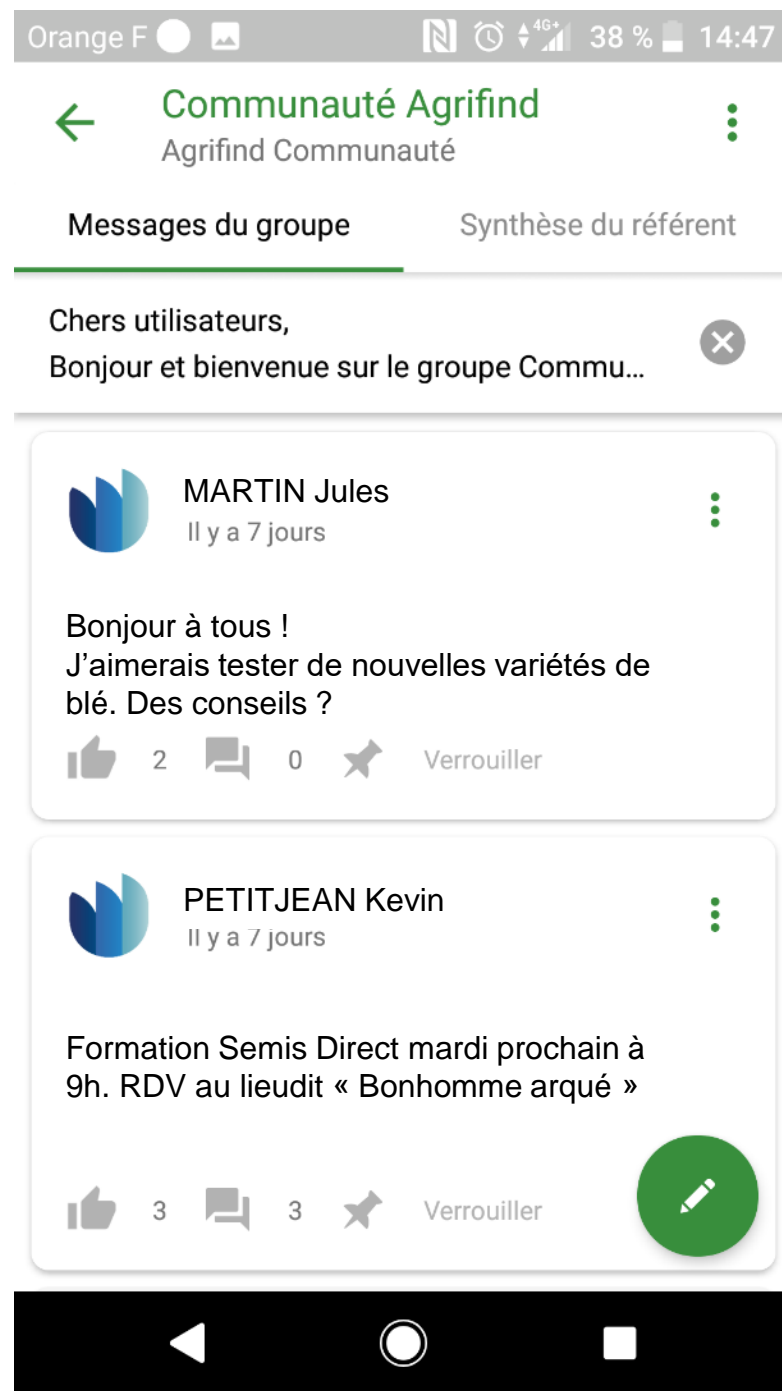 Orange F 4G+ 38 % 14:47
Communauté Agrifind
Agrifind Communauté
Messages du groupe Synthèse du référent
Chers utilisateurs,
Bonjour et bienvenue sur le groupe Commu...
MARTIN Jules
Il y a 7 jours
Bonjour à tous !
J’aimerais tester de nouvelles variétés de
blé. Des conseils ?
2 0 Verrouiller
PETITJEAN Kevin
Il y a 7 jours
Formation Semis Direct mardi prochain à
9h. RDV au lieudit « Bonhomme arqué »
3 3 Verrouiller